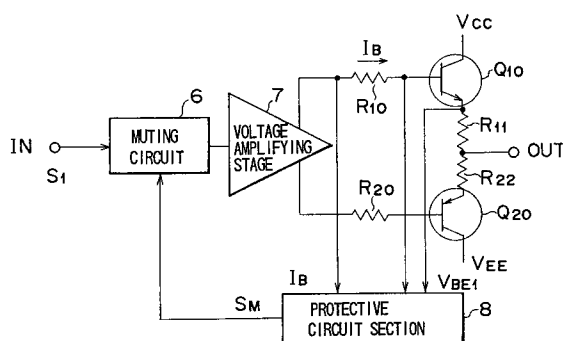 VCC
IB
Q10
R10
R11
6
7
IN
S1
MUTING
CIRCUIT
VOLTAGE
AMPLIFYING
STAGE
OUT
R22
R20
Q20
VEE
IB
VBE1
SM
PROTECTIVE
CIRCUIT SECTION
8